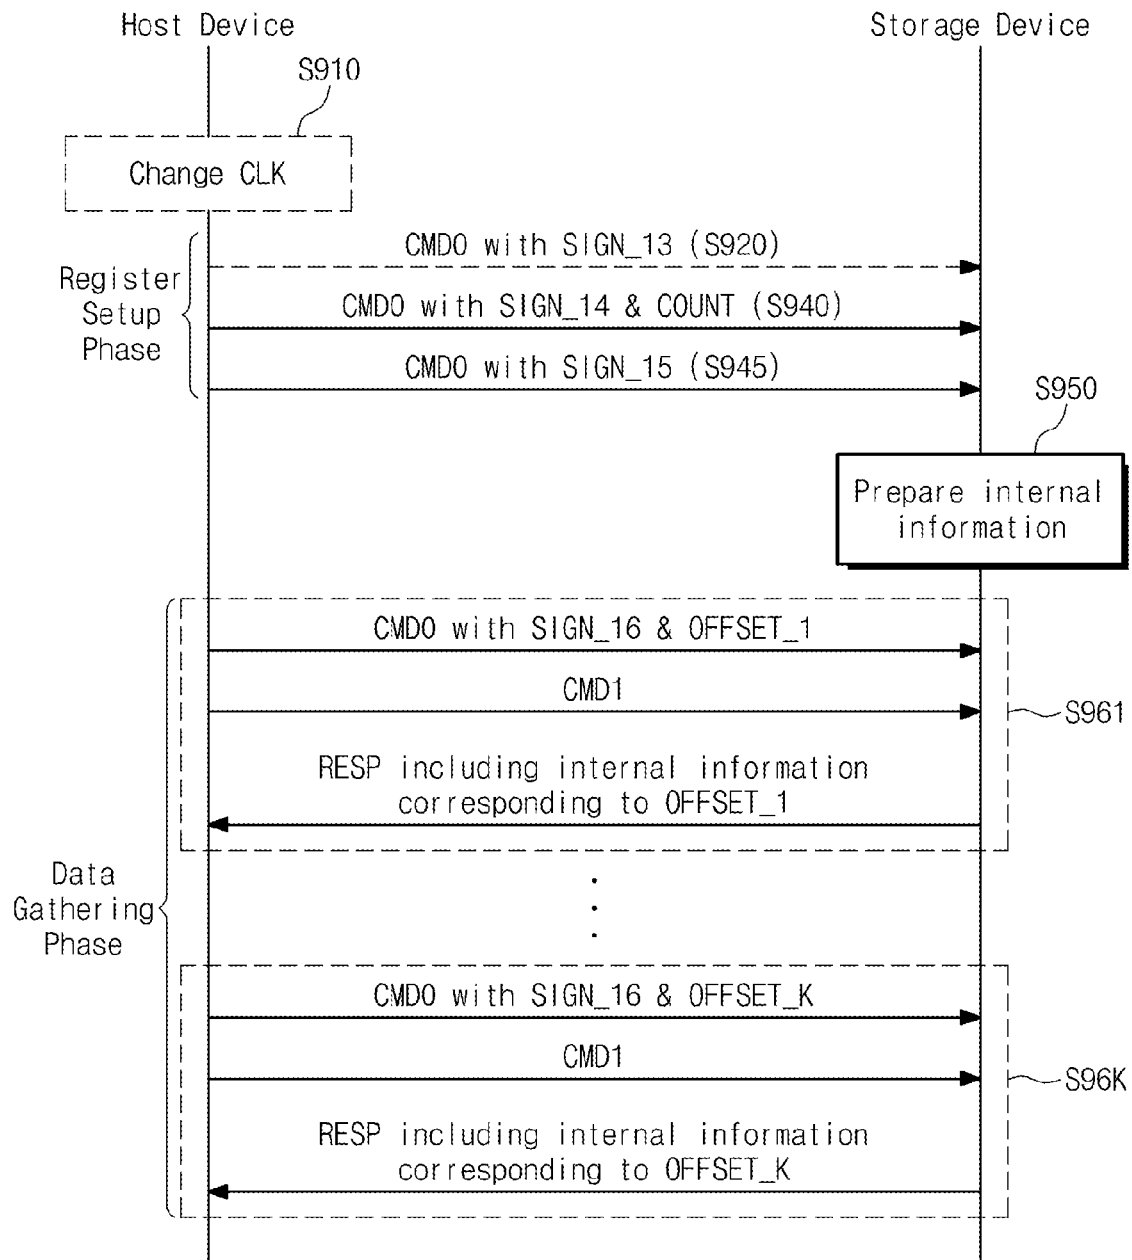 Host Device
Storage Device
S910
Change CLK
CMD0 with SIGN_13 (S920)
Register
Setup
Phase
CMD0 with SIGN_14 & COUNT (S940)
CMD0 with SIGN_15 (S945)
S950
Prepare internal
information
CMD0 with SIGN_16 & OFFSET_1
CMD1
S961
RESP including internal information
corresponding to OFFSET_1
Data
Gathering
Phase
CMD0 with SIGN_16 & OFFSET_K
CMD1
S96K
RESP including internal information
corresponding to OFFSET_K